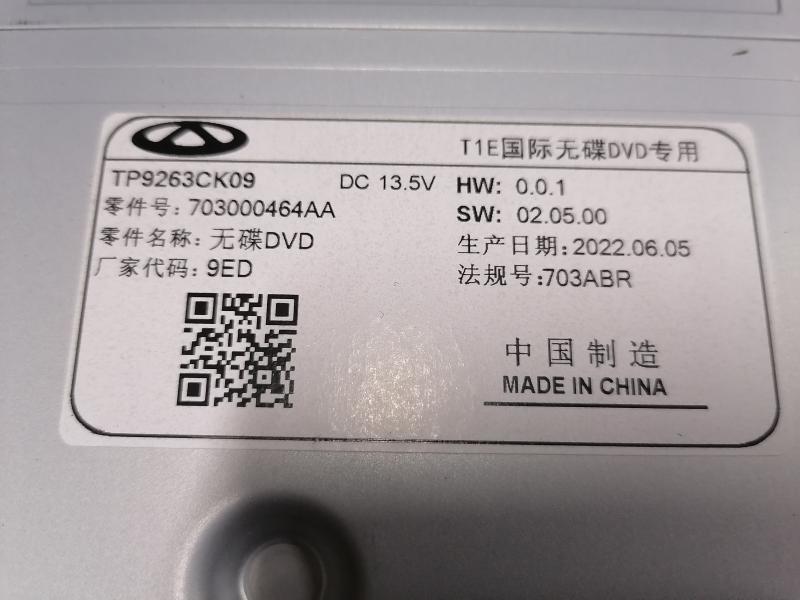 T1E国际无碟DVD专用
TP9263CK09 DC 13.5V HW: 0.0.1
零件号: 703000464AA SW: 02.05.00
零件名称: 无碟DVD 生产日期:2022.06.05
厂家代码: 9ED 法规号:703ABR
中国制造
MADE IN CHINA